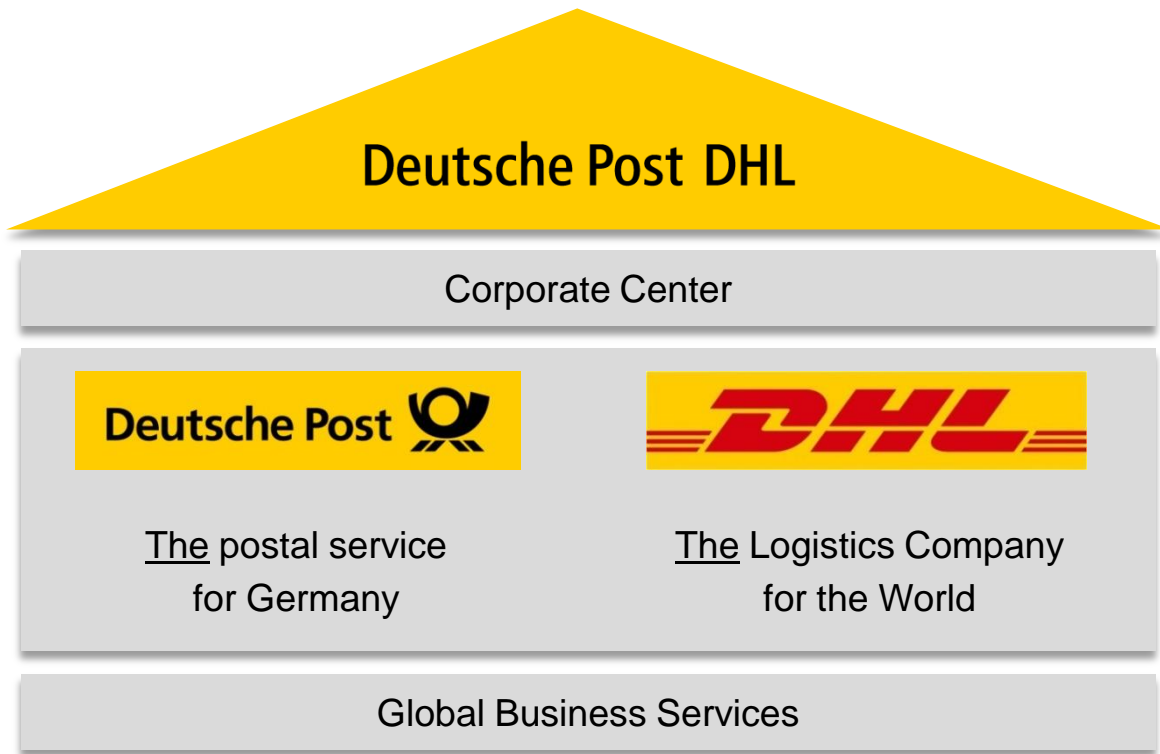 Deutsche Post DHL
Corporate Center
Deutsche Post
DHL
The postal service
for Germany
The Logistics Company
for the World
Global Business Services